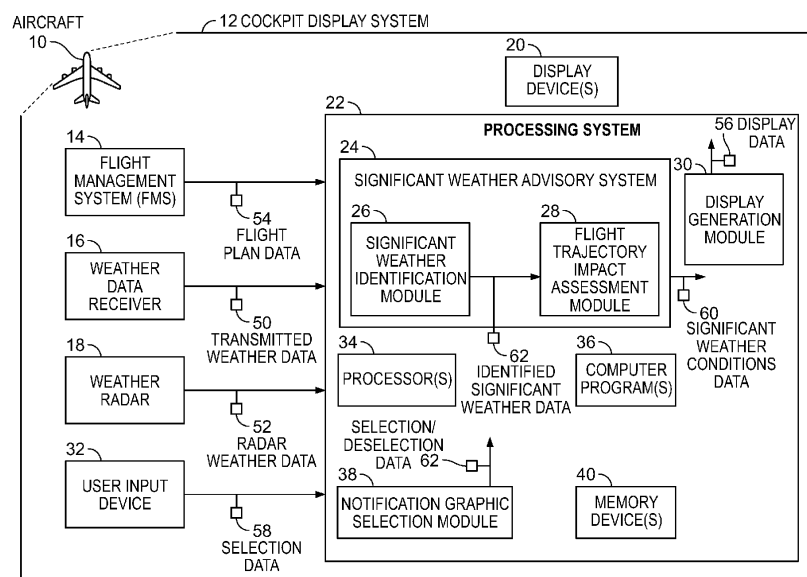 AIRCRAFT
10
12 COCKPIT DISPLAY SYSTEM
20
DISPLAY
DEVICE(S)
22
PROCESSING SYSTEM
56 DISPLAY
DATA
14
FLIGHT
MANAGEMENT
SYSTEM (FMS)
54
FLIGHT
PLAN DATA
24
SIGNIFICANT WEATHER ADVISORY SYSTEM
26
SIGNIFICANT
WEATHER
IDENTIFICATION
MODULE
28
FLIGHT
TRAJECTORY
IMPACT
ASSESSMENT
MODULE
30
DISPLAY
GENERATION
MODULE
16
WEATHER
DATA
RECEIVER
50
TRANSMITTED
WEATHER DATA
60
SIGNIFICANT
WEATHER
CONDITIONS
DATA
62
IDENTIFIED
SIGNIFICANT
WEATHER DATA
18
WEATHER
RADAR
52
RADAR
WEATHER DATA
34
PROCESSOR(S)
36
COMPUTER
PROGRAM(S)
SELECTION/
DESELECTION
DATA
62
32
USER INPUT
DEVICE
58
SELECTION
DATA
38
NOTIFICATION GRAPHIC
SELECTION MODULE
40
MEMORY
DEVICE(S)